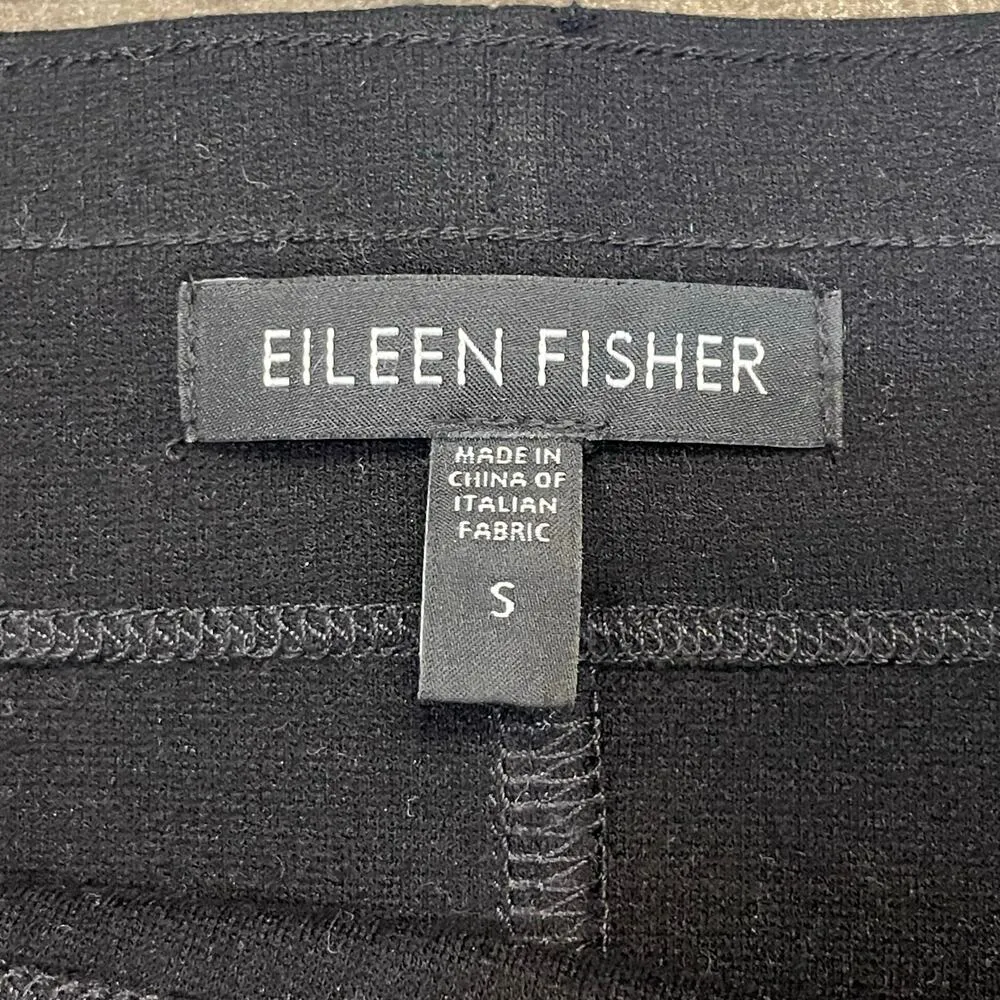 EILEEN FISHER
MADE IN
CHINA OF
ITALIAN
FABRIC
S